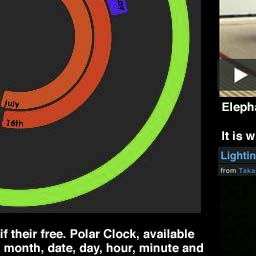 july
16th
Eleph
It is w
Lightin
from Taka
if their free. Polar Clock, available
month, date, day, hour, minute and